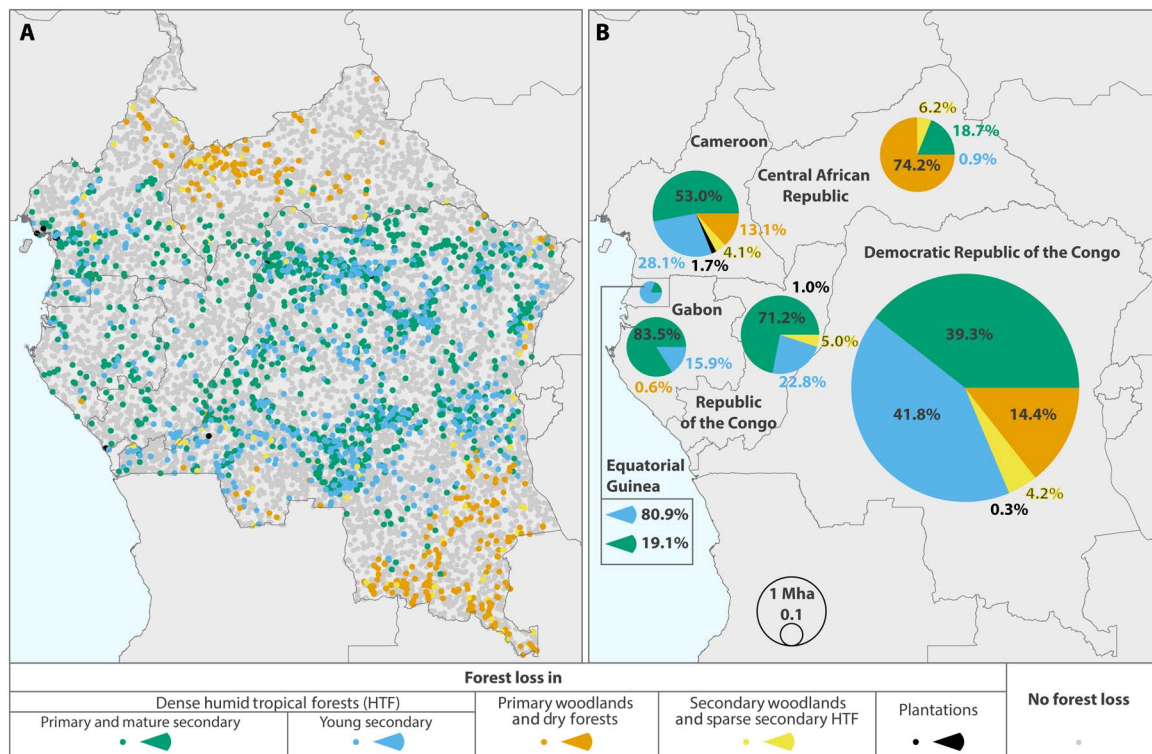 A
B
6.2%
18.7%
Cameroon
0.9%
74.2%
Central African
Republic
53.0%
13.1%
4.1%
28.1%
1.7%
Democratic Republic of the Congo
1.0%
Gabon
71.2%
83.5%
5.0%
39.3%
15.9%
22.8%
0.6%
Republic
of the Congo
41.8%
14.4%
Equatorial
Guinea
4.2%
0.3%
80.9%
19.1%
1 Mha
0.1
Forest loss in
No forest loss
Dense humid tropical forests (HTF)
Primary and mature secondary
Young secondary
Primary woodlands
and dry forests
Secondary woodlands
and sparse secondary HTF
Plantations